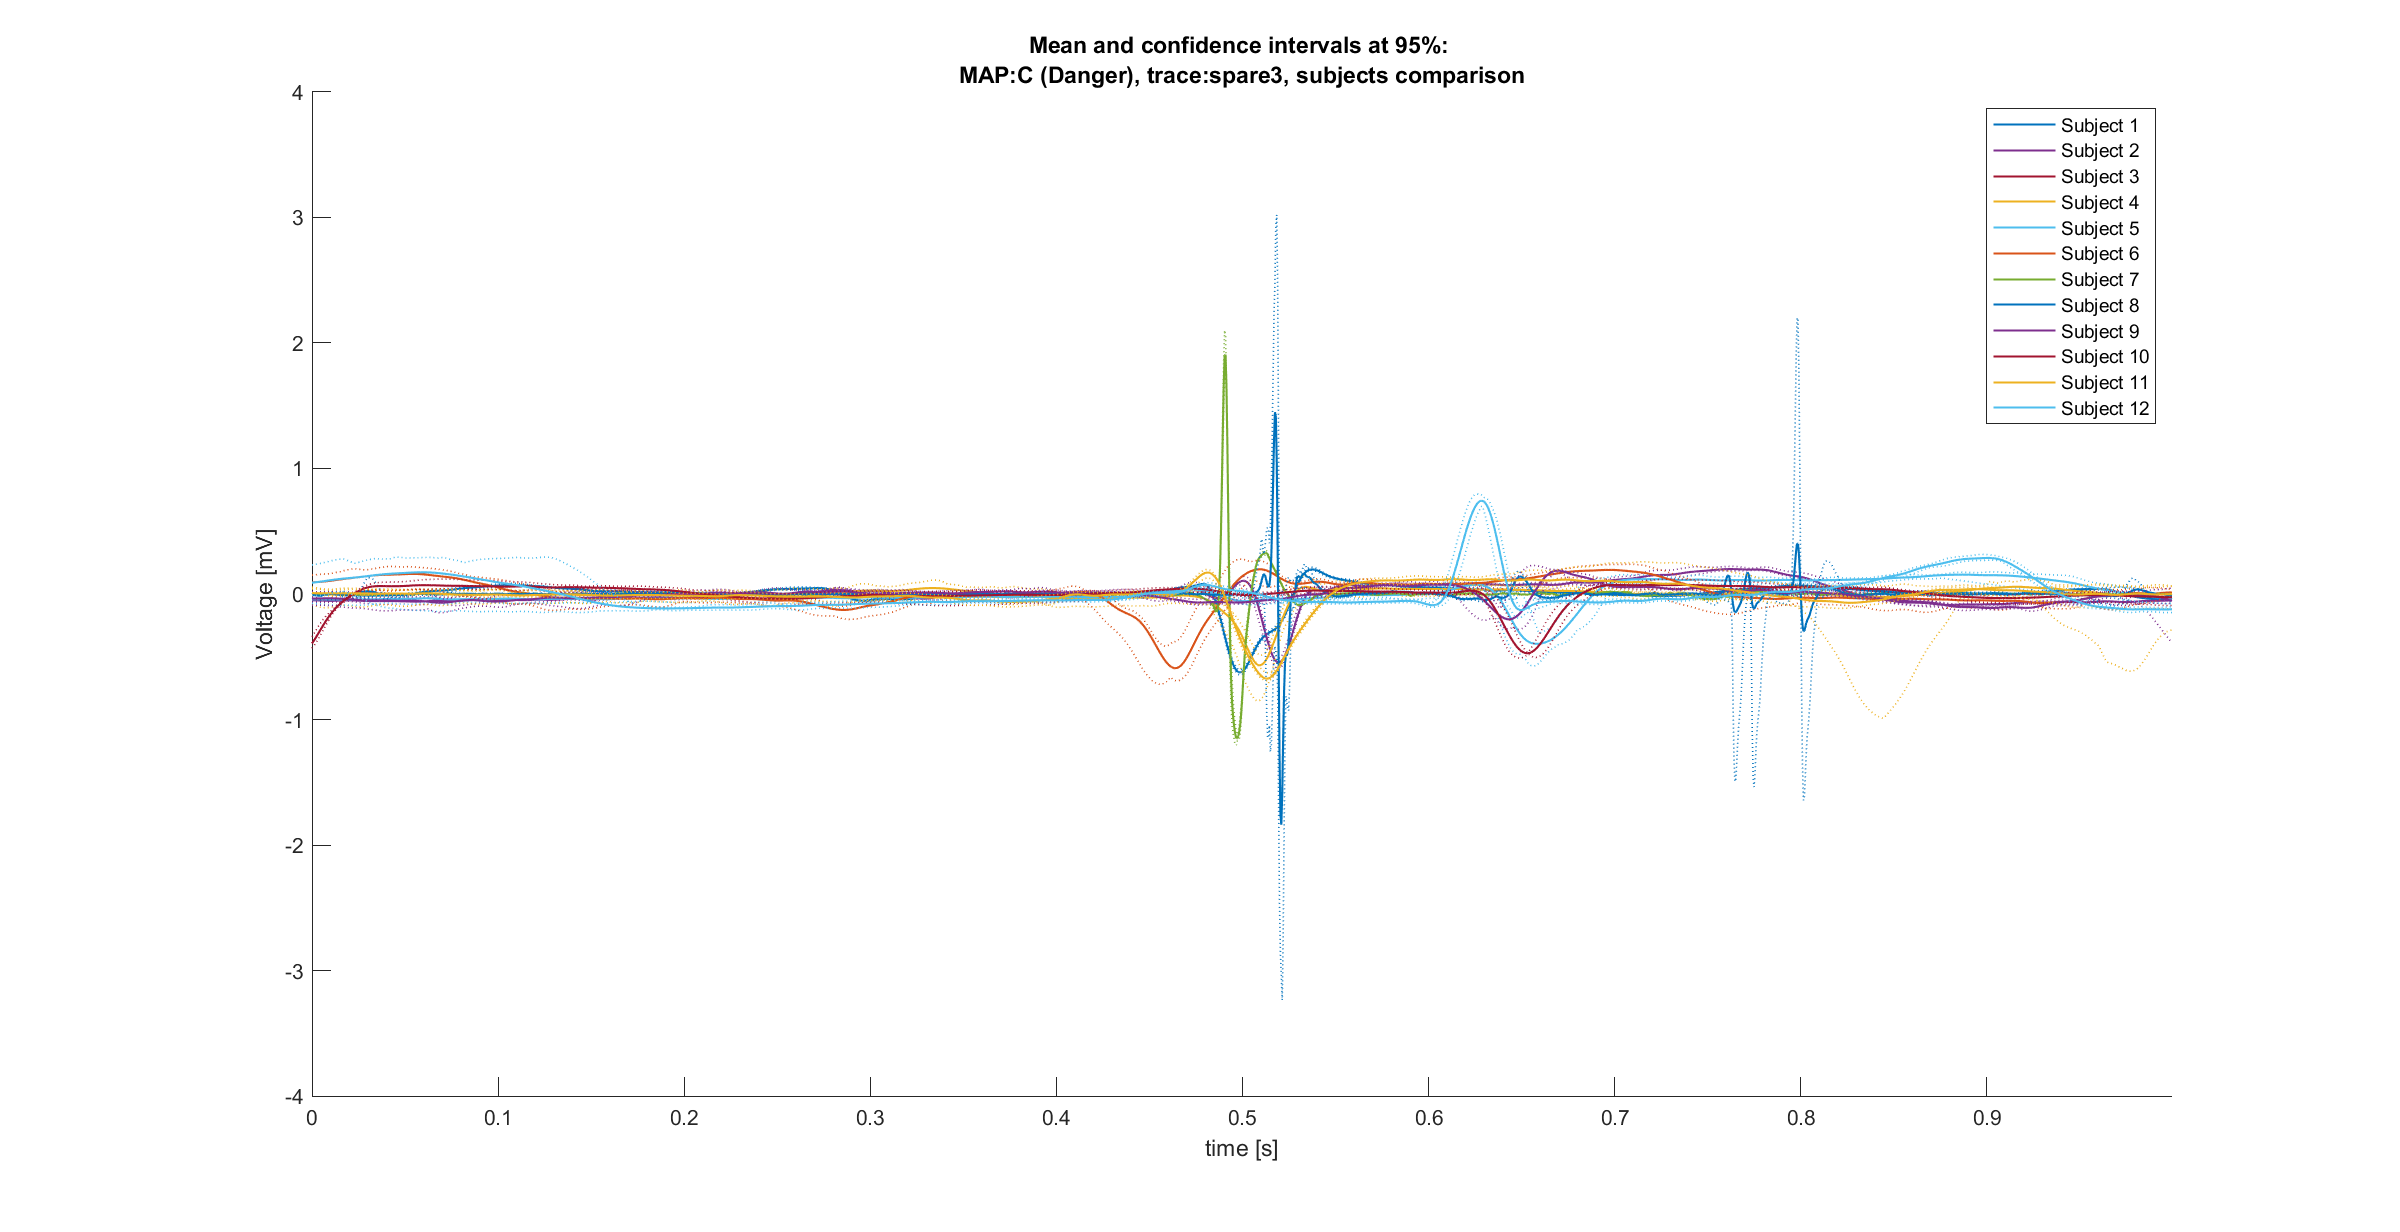 Mean and confidence intervals at 95%:
MAP:C (Danger), trace:spare3, subjects comparison
4
3
2
1
0
-1
-2
-3
-4
Voltage [mV]
0 0.1 0.2 0.3 0.4 0.5 0.6 0.7 0.8 0.9
time [s]
Subject 1
Subject 2
Subject 3
Subject 4
Subject 5
Subject 6
Subject 7
Subject 8
Subject 9
Subject 10
Subject 11
Subject 12